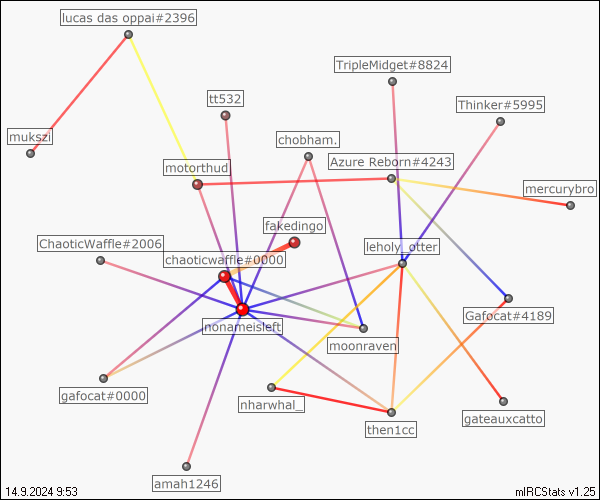 lucas das oppai#2396
TripleMidget#8824
tt532
Thinker#5995
mukszi
chobham.
motorthud
Azure Reborn#4243
mercurybro
fakedingo
ChaoticWaffle#2006
leholy_otter
chaoticwaffle#0000
nonameisleft
Gafocat#4189
moonraven
gafocat#0000
nharwhal_
gateauxcatto
then1cc
amah1246
14.9.2024 9:53
mIRCStats v1.25